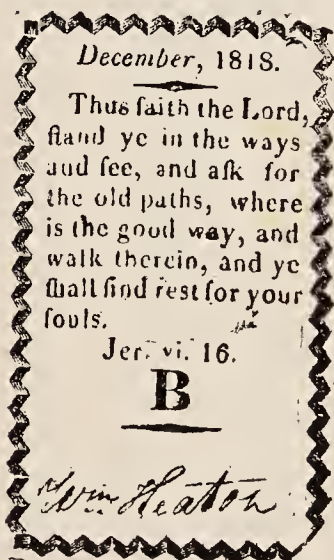 December, 1818.
Thus ſaith the Lord,
ſtand ye in the ways
aud ſee, and aſk for
the old paths, where
is the good way, and
walk therein, and ye
ſhall find reſt for your
ſouls.
Jer. vi. 16.
B
Wm Heaton